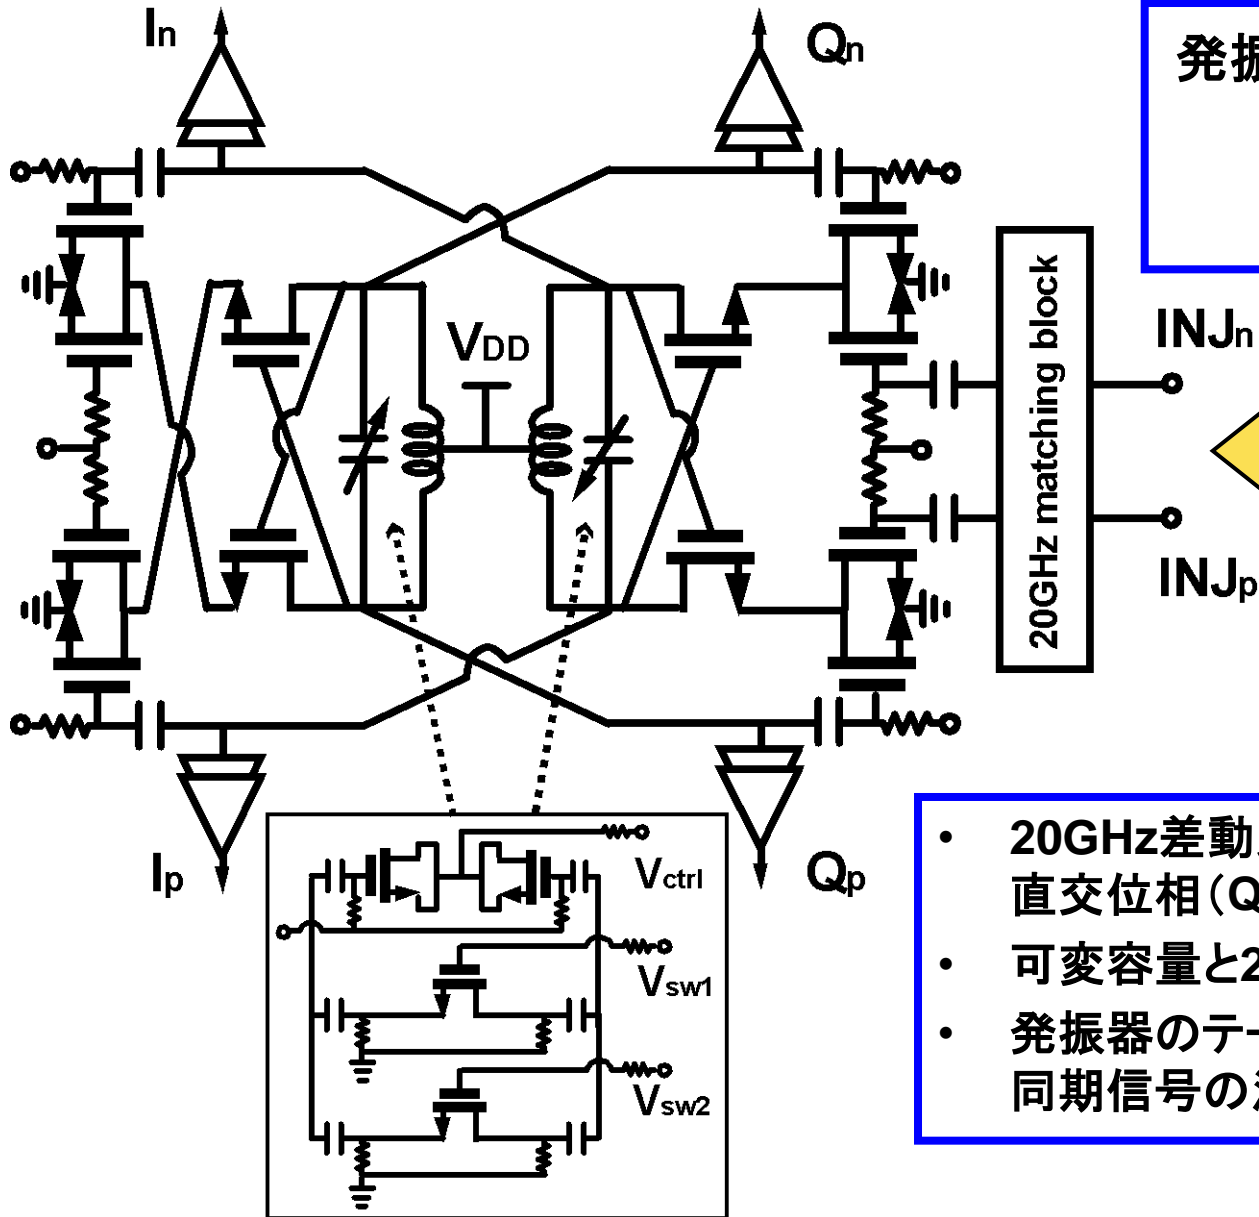 In
Qn
発振
VDD
20GHz matching block
INJn
INJp
Ip
Qp
Vctrl
Vsw1
Vsw2
• 20GHz差動
直交位相（Q
• 可変容量と2
• 発振器のテー
同期信号の